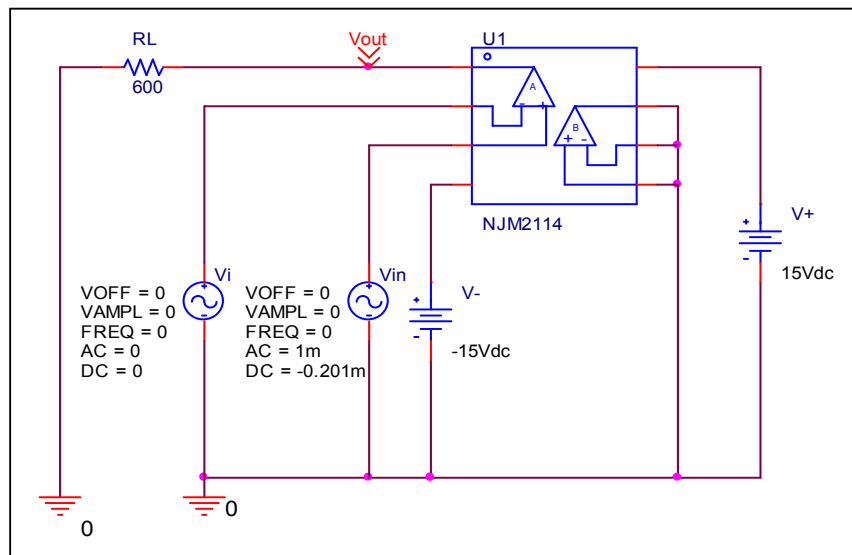 RL
600
Vout
U1
A
B
- +
+ -
NJM2114
V+
+
-
15Vdc
Vi
+
-
VOFF = 0
VAMPL = 0
FREQ = 0
AC = 0
DC = 0
Vin
+
-
VOFF = 0
VAMPL = 0
FREQ = 0
AC = 1m
DC = -0.201m
V-
+
-
-15Vdc
0
0